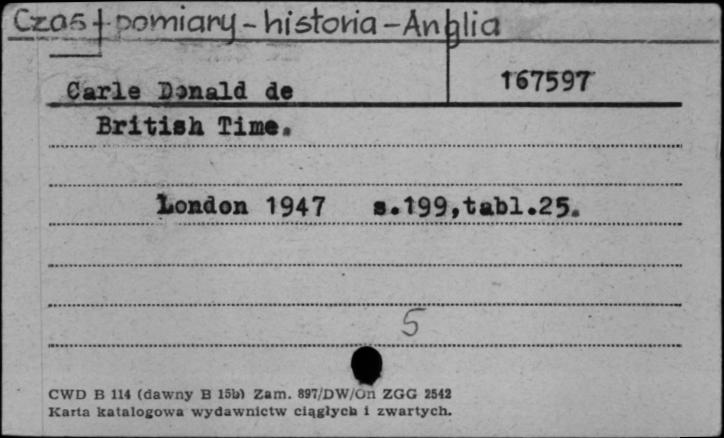 Czas - pomiary - historia - Anglia
167597
Carle Donald de
British Time.
London 1947 s.199,tabl.25.
5
CWD B 114 (dawny B 15b) Zam. 897/DW/On ZGG 2542
Karta katalogowa wydawnictw ciągłych i zwartych.